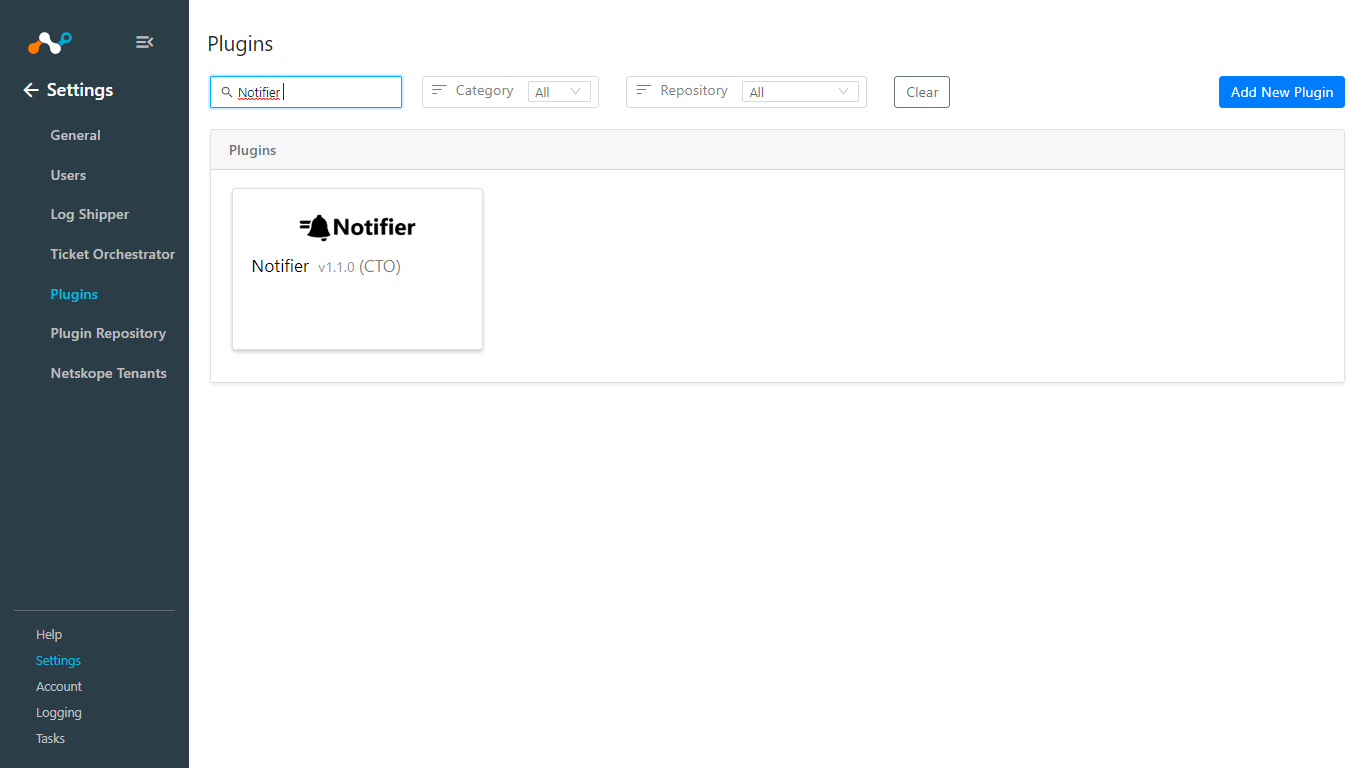 Settings
General
Users
Log Shipper
Ticket Orchestrator
Plugins
Plugin Repository
Netskope Tenants
Help
Settings
Account
Logging
Tasks
Plugins
Notifier
Category All
Repository All
Clear
Add New Plugin
Plugins
Notifier
Notifier v1.1.0 (CTO)